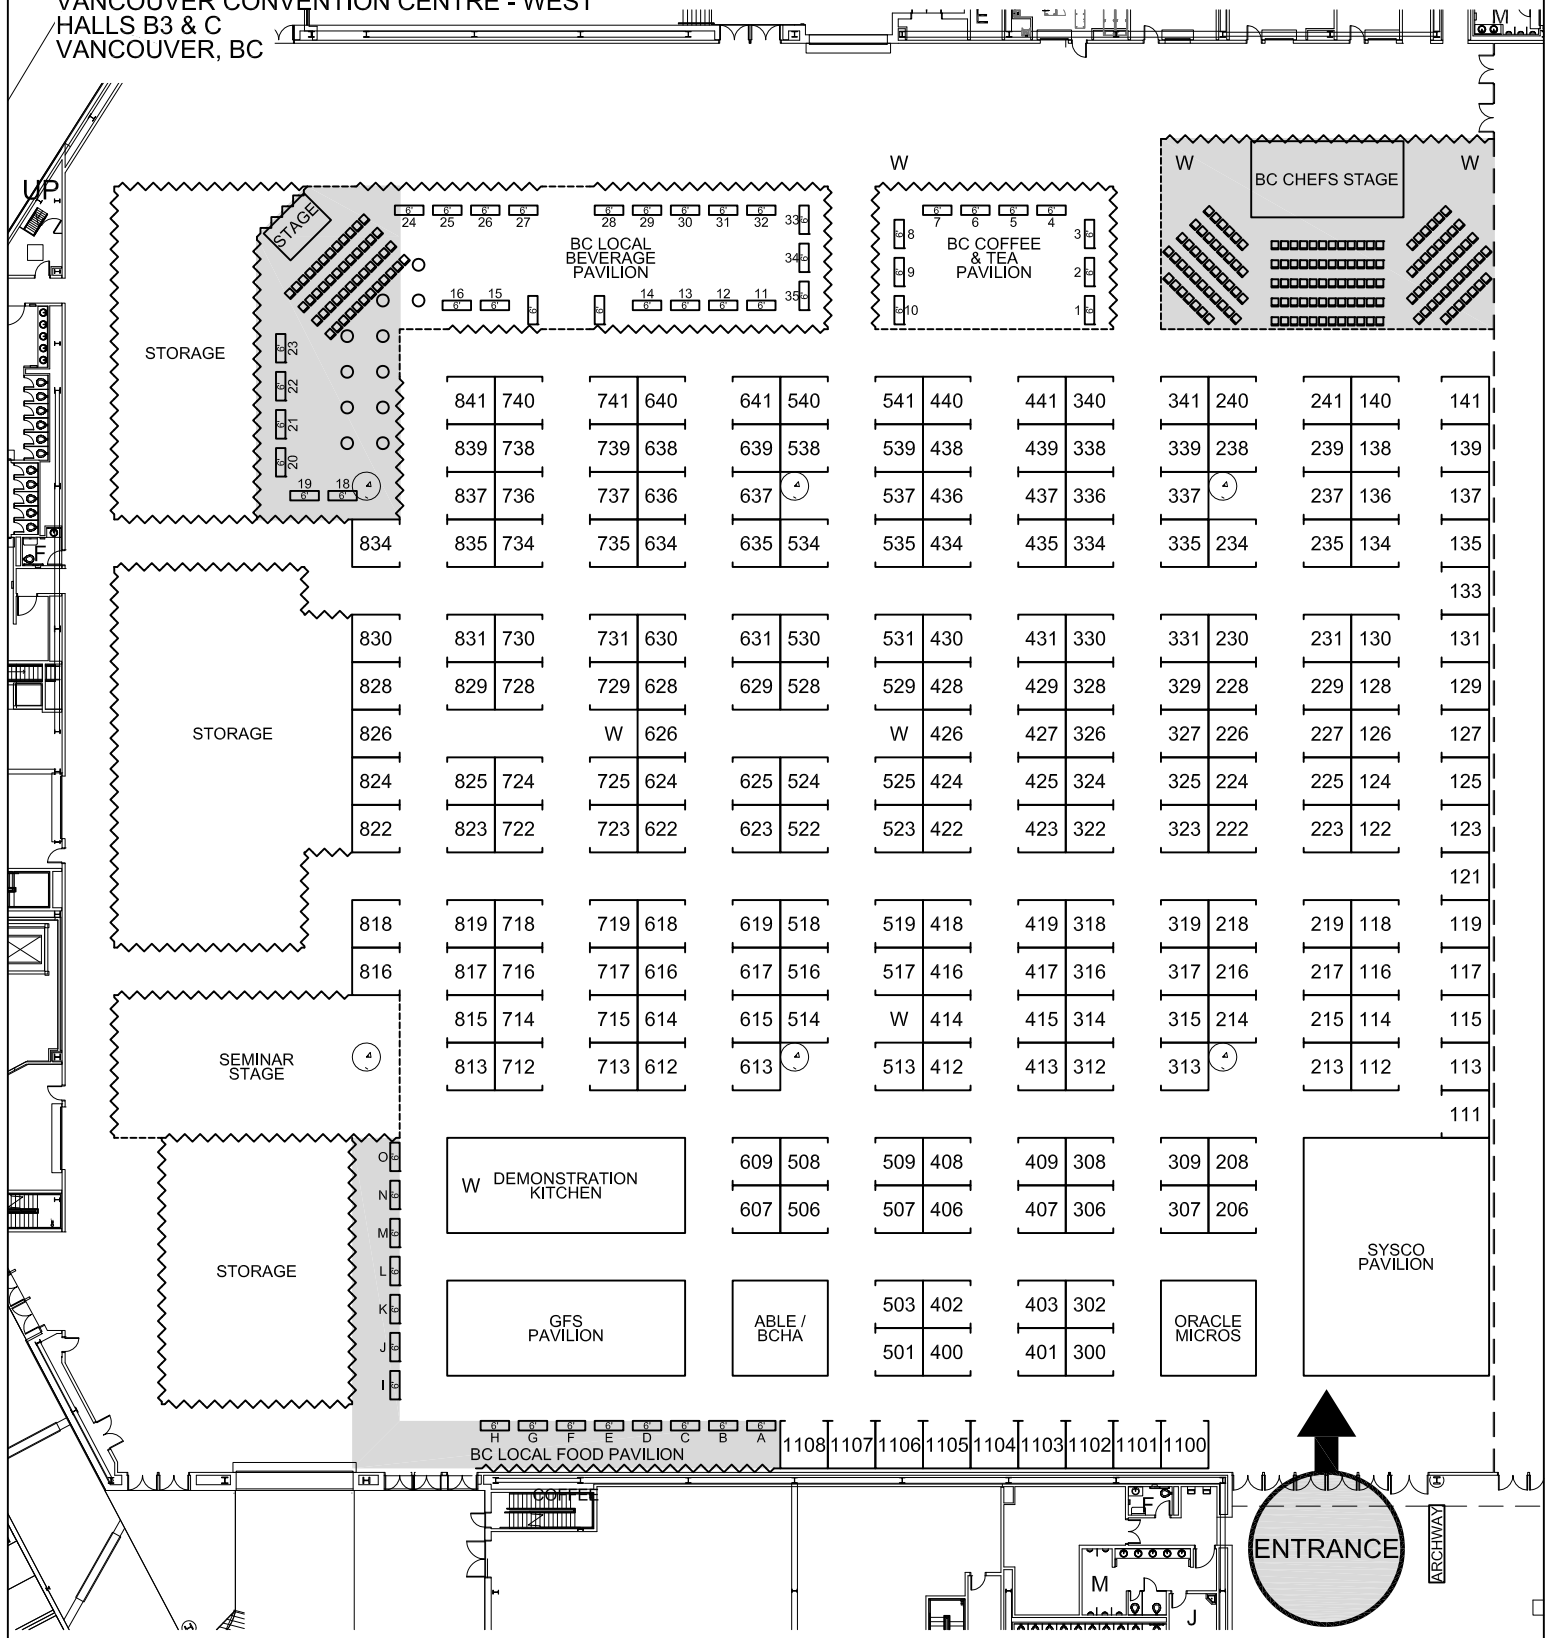 VANCOUVER CONVENTION CENTRE - WEST
HALLS B3 & C
VANCOUVER, BC
E
M
UP
W
W
BC CHEFS STAGE
W
STAGE
24 25 26 27 28 29 30 31 32 33
7 6 5 4
BC LOCAL
BEVERAGE
PAVILION
34
8
BC COFFEE
& TEA
PAVILION
3
9 2
16 15 14 13 12 11 35
10 1
STORAGE
23
22
21
20
19 18
841 740 741 640 641 540 541 440 441 340 341 240 241 140 141
839 738 739 638 639 538 539 438 439 338 339 238 239 138 139
837 736 737 636 637 537 436 437 336 337 237 136 137
834 835 734 735 634 635 534 535 434 435 334 335 234 235 134 135
F
133
830 831 730 731 630 631 530 531 430 431 330 331 230 231 130 131
828 829 728 729 628 629 528 529 428 429 328 329 228 229 128 129
STORAGE
826 W 626 W 426 427 326 327 226 227 126 127
824 825 724 725 624 625 524 525 424 425 324 325 224 225 124 125
822 823 722 723 622 623 522 523 422 423 322 323 222 223 122 123
121
818 819 718 719 618 619 518 519 418 419 318 319 218 219 118 119
816 817 716 717 616 617 516 517 416 417 316 317 216 217 116 117
815 714 715 614 615 514 W 414 415 314 315 214 215 114 115
SEMINAR
STAGE
813 712 713 612 613 513 412 413 312 313 213 112 113
111
O
N
M
L
K
J
I
W DEMONSTRATION
KITCHEN
609 508 509 408 409 308 309 208
607 506 507 406 407 306 307 206
SYSCO
PAVILION
STORAGE
GFS
PAVILION
ABLE /
BCHA
503 402 403 302
501 400 401 300
ORACLE
MICROS
H G F E D C B A
BC LOCAL FOOD PAVILION
1108 1107 1106 1105 1104 1103 1102 1101 1100
COFFEE
F
ENTRANCE
ARCHWAY
M
J